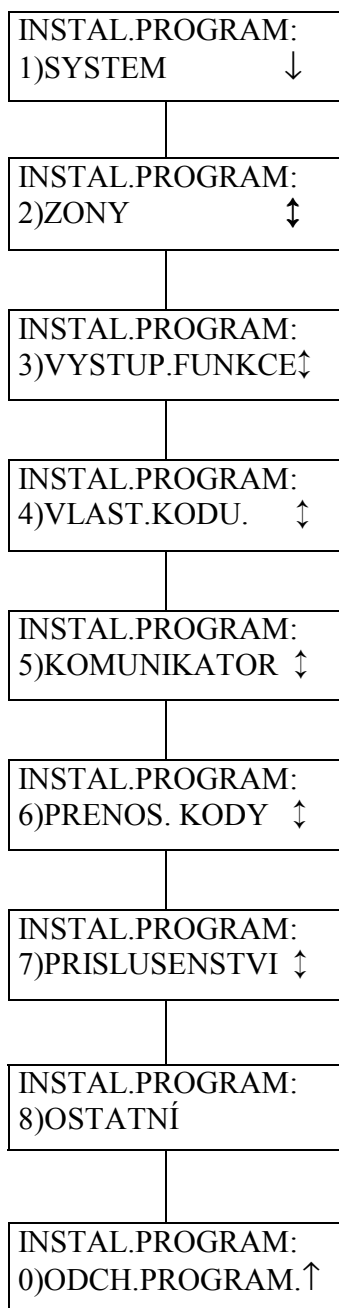 INSTAL.PROGRAM:
1)SYSTEM ↓
INSTAL.PROGRAM:
2)ZONY ↕
INSTAL.PROGRAM:
3)VYSTUP.FUNKCE↕
INSTAL.PROGRAM:
4)VLAST.KODU. ↕
INSTAL.PROGRAM:
5)KOMUNIKATOR ↕
INSTAL.PROGRAM:
6)PRENOS. KODY ↕
INSTAL.PROGRAM:
7)PRISLUSENSTVI ↕
INSTAL.PROGRAM:
8)OSTATNÍ
INSTAL.PROGRAM:
0)ODCH.PROGRAM.↑